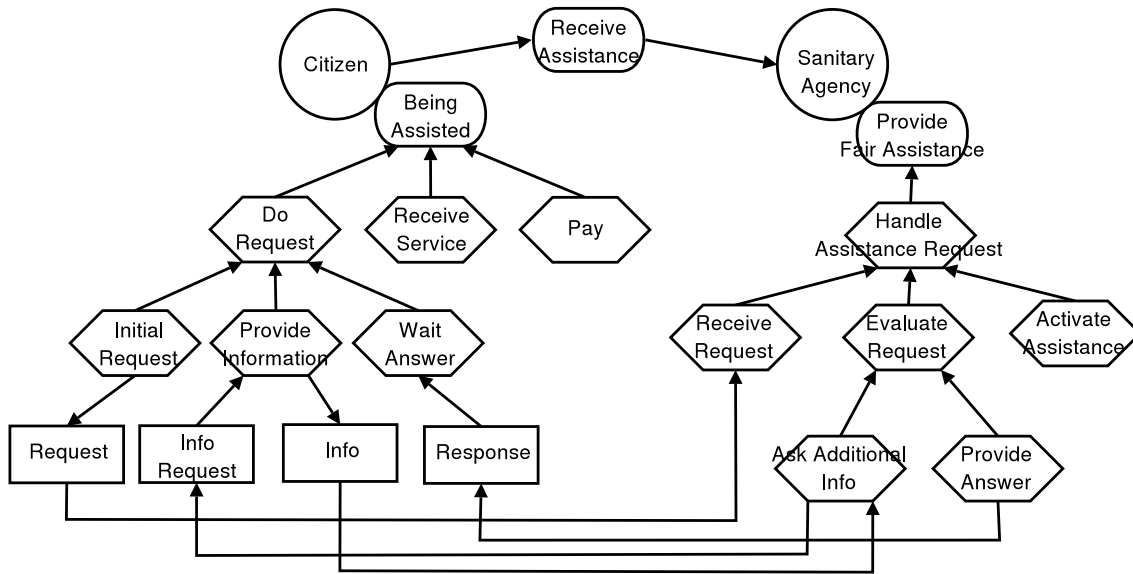 Citizen
Receive
Assistance
Sanitary
Agency
Being
Assisted
Provide
Fair Assistance
Do
Request
Receive
Service
Pay
Handle
Assistance Request
Initial
Request
Provide
Information
Wait
Answer
Receive
Request
Evaluate
Request
Activate
Assistance
Request
Info
Request
Info
Response
Ask Additional
Info
Provide
Answer